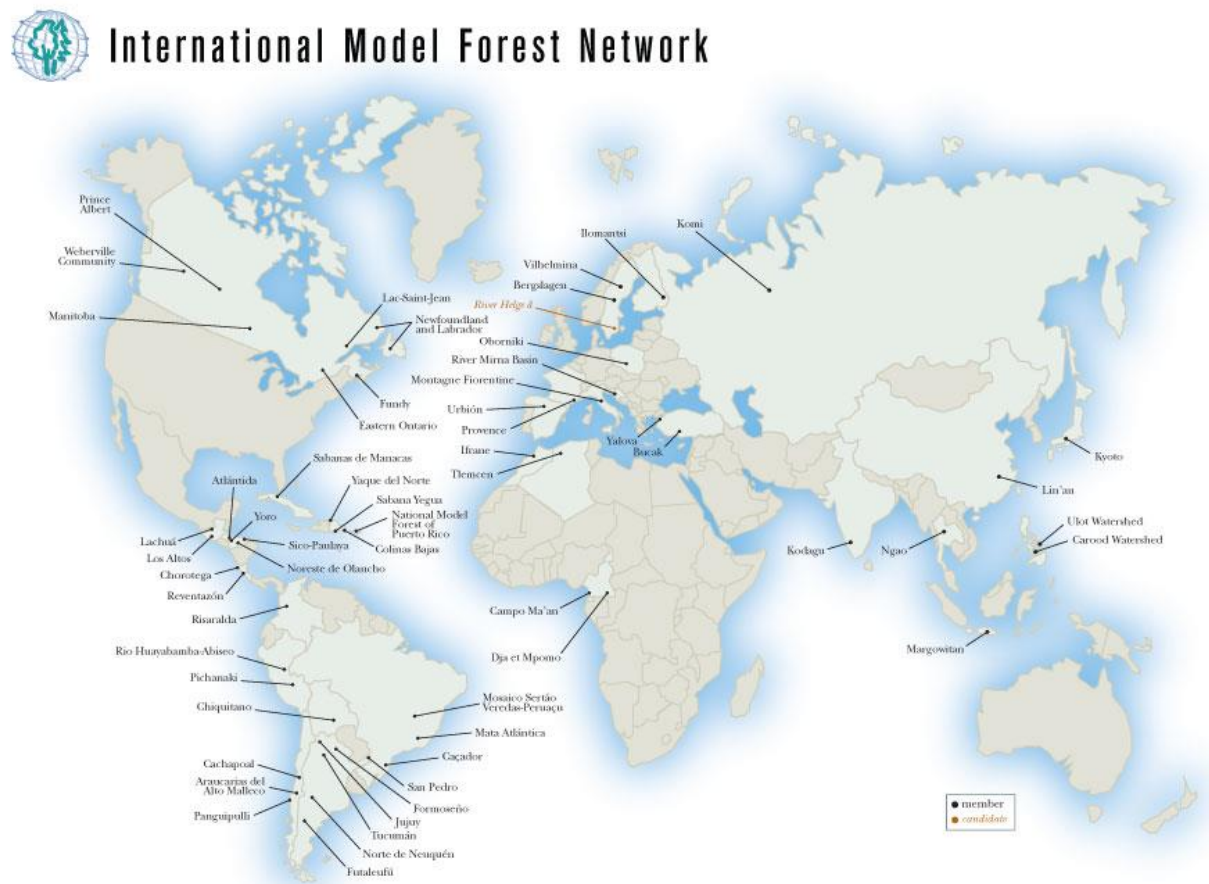 International Model Forest Network
Prince
Albert
Weberville
Community
Manitoba
Lac-Saint-Jean
Newfoundland
and Labrador
Fundy
Eastern Ontario
Ilomantsi
Komi
Vilhelmina
Bergslagen
River Helge å
Oborniki
River Mirna Basin
Montagne Fiorentine
Urbión
Provence
Ifrane
Tlemcen
Yalova
Bucak
Kyoto
Lin'au
Ulot Watershed
Carood Watershed
Kodagu
Ngao
Margowitan
Sabanas de Manacas
Atlántida
Yaque del Norte
Sabana Yegua
Yoro
National Model
Forest of
Puerto Rico
Lachuá
Sico-Paulaya
Colinas Bajas
Los Altos
Noreste de Olancho
Chorotega
Reventazón
Risaralda
Campo Ma'an
Dja et Mpomo
Río Huayabamba-Abiseo
Pichanaki
Chiquitano
Mosaico Sertáo
Veredas-Peruaçu
Mata Atlántica
Caçador
Cachapoal
Araucarias del
Alto Malleco
San Pedro
Panguipulli
Formoseño
Jujuy
Tucumán
Norte de Neuquén
Futaleufú
member
candidate